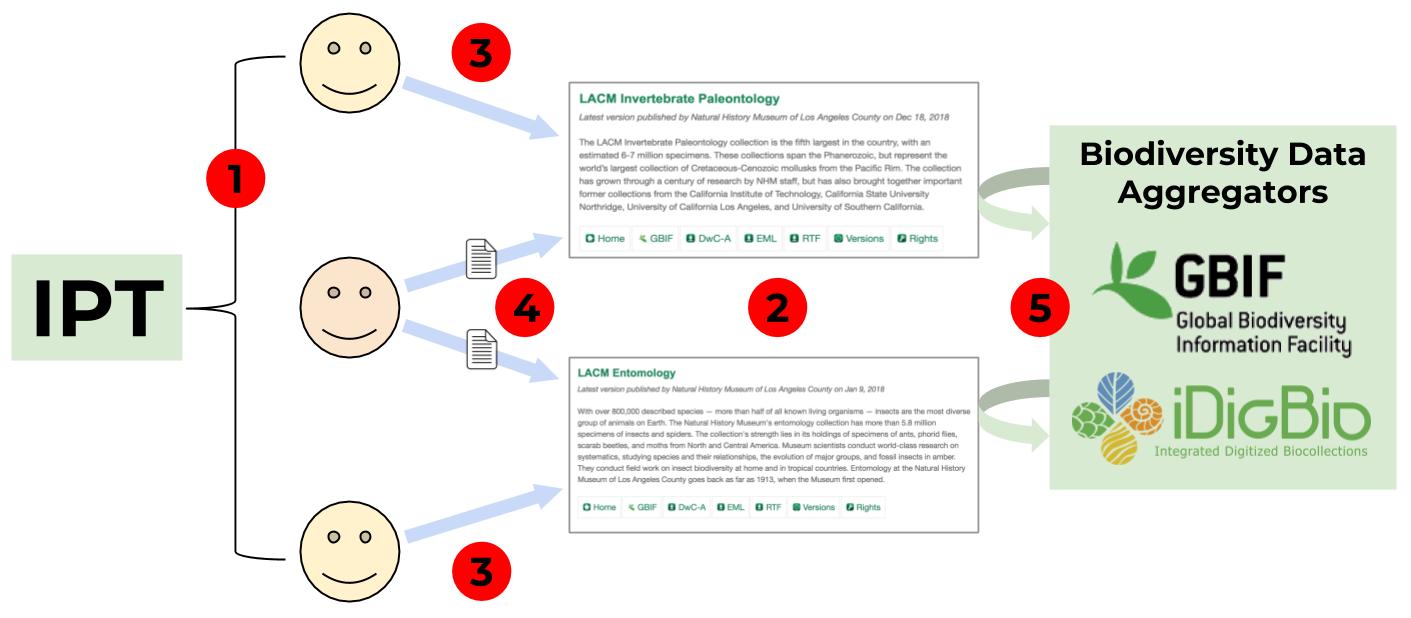 3
LACM Invertebrate Paleontology
Latest version published by Natural History Museum of Los Angeles County on Dec 18, 2018
The LACM Invertebrate Paleontology collection is the fifth largest in the country, with an
estimated 6-7 million specimens. These collections span the Phanerozoic, but represent the
world's largest collection of Cretaceous-Cenozoic mollusks from the Pacific Rim. The collection
has grown through a century of research by NHM staff, but has also brought together important
former collections from the California Institute of Technology, California State University
Northridge, University of California Los Angeles, and University of Southern California.
Home GBIF DwC-A EML RTF Versions Rights
1
IPT
4
2
5
LACM Entomology
Latest version published by Natural History Museum of Los Angeles County on Jan 9, 2018
With over 800,000 described species — more than half of all known living organisms — insects are the most diverse
group of animals on Earth. The Natural History Museum's entomology collection has more than 5.8 million
specimens of insects and spiders. The collection's strength lies in its holdings of specimens of ants, phorid flies,
scarab beetles, and moths from North and Central America. Museum scientists conduct world-class research on
systematics, studying species and their relationships, the evolution of major groups, and fossil insects in amber.
They conduct field work on insect biodiversity at home and in tropical countries. Entomology at the Natural History
Museum of Los Angeles County goes back as far as 1913, when the Museum first opened.
Home GBIF DwC-A EML RTF Versions Rights
3
Biodiversity Data
Aggregators
GBIF
Global Biodiversity
Information Facility
iDigBio
Integrated Digitized Biocollections